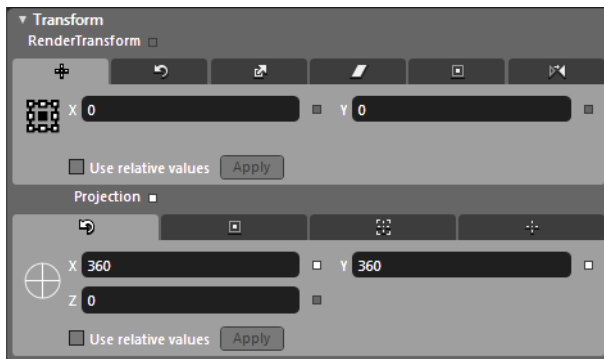 Transform
RenderTransform
X 0 Y 0
Use relative values Apply
Projection
X 360 Y 360
Z 0
Use relative values Apply